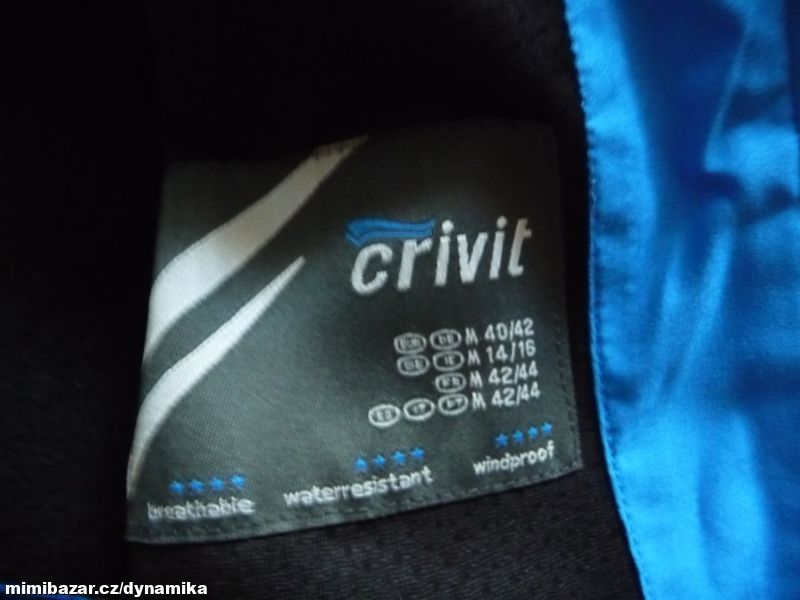 crivit
M 40/42
M 14/16
M 42/44
M 42/44
breathable
waterresistant
windproof
mimibazar.cz/dynamika